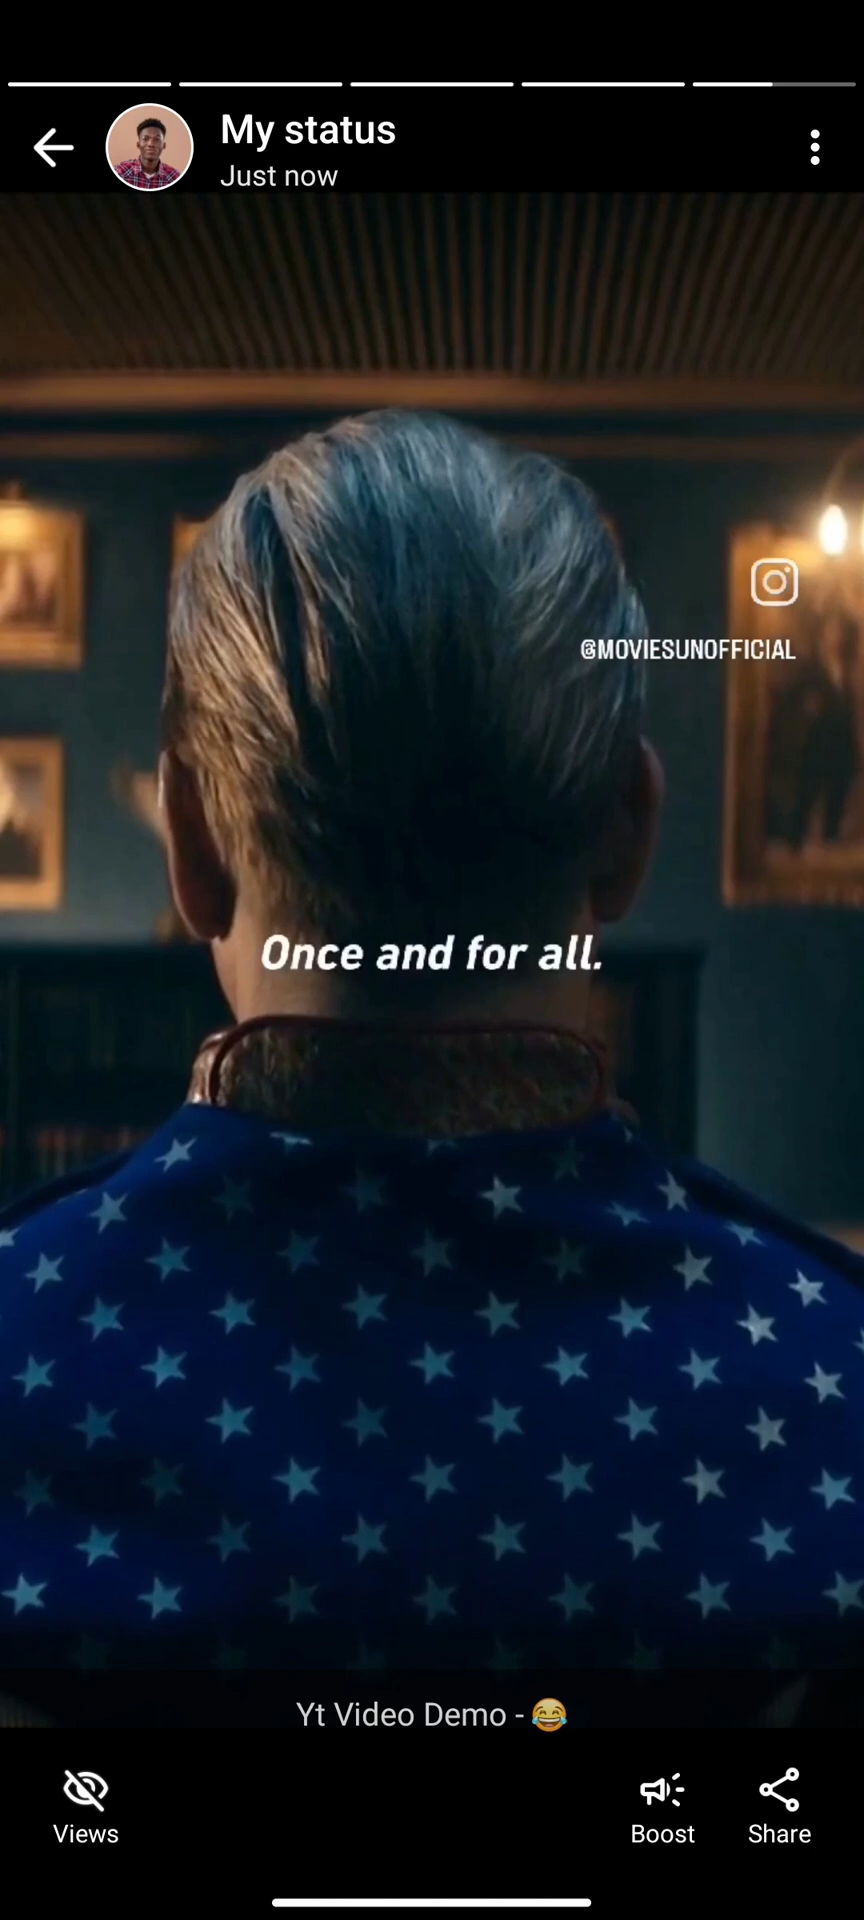 My status
Just now
@MOVIESUNOFFICIAL
Once and for all.
Yt Video Demo - 😂
Views
Boost
Share